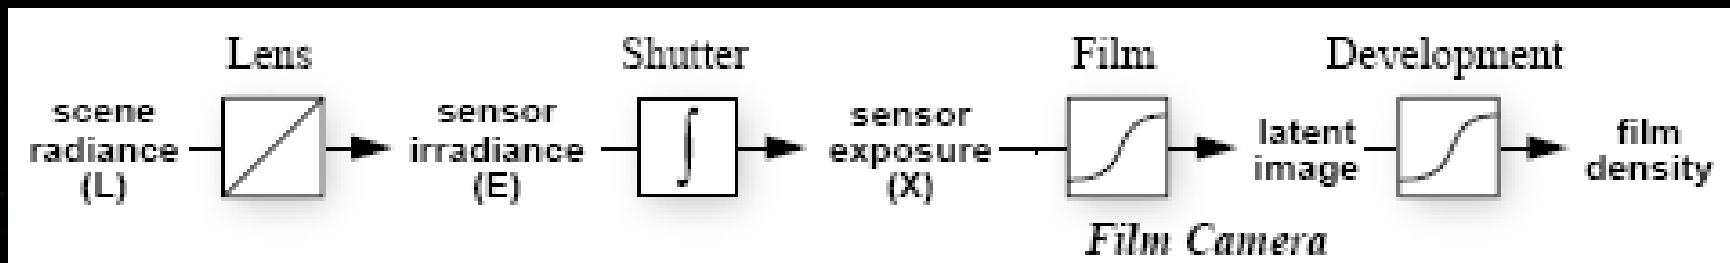 Lens
Shutter
Film
Development
scene
radiance
(L)
sensor
irradiance
(E)
∫
sensor
exposure
(X)
latent
image
film
density
Film Camera